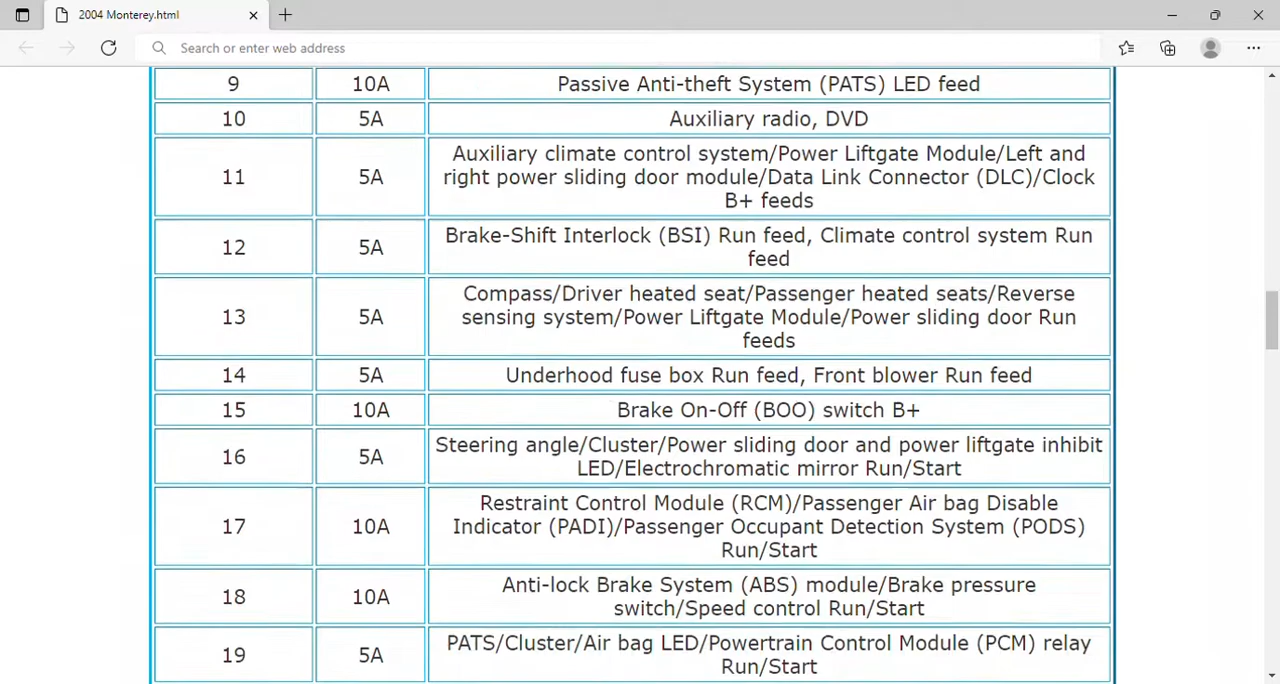 2004 Monterey.html
Search or enter web address
9 10A Passive Anti-theft System (PATS) LED feed
10 5A Auxiliary radio, DVD
11 5A Auxiliary climate control system/Power Liftgate Module/Left and
right power sliding door module/Data Link Connector (DLC)/Clock
B+ feeds
12 5A Brake-Shift Interlock (BSI) Run feed, Climate control system Run
feed
13 5A Compass/Driver heated seat/Passenger heated seats/Reverse
sensing system/Power Liftgate Module/Power sliding door Run
feeds
14 5A Underhood fuse box Run feed, Front blower Run feed
15 10A Brake On-Off (BOO) switch B+
16 5A Steering angle/Cluster/Power sliding door and power liftgate inhibit
LED/Electrochromatic mirror Run/Start
17 10A Restraint Control Module (RCM)/Passenger Air bag Disable
Indicator (PADI)/Passenger Occupant Detection System (PODS)
Run/Start
18 10A Anti-lock Brake System (ABS) module/Brake pressure
switch/Speed control Run/Start
19 5A PATS/Cluster/Air bag LED/Powertrain Control Module (PCM) relay
Run/Start